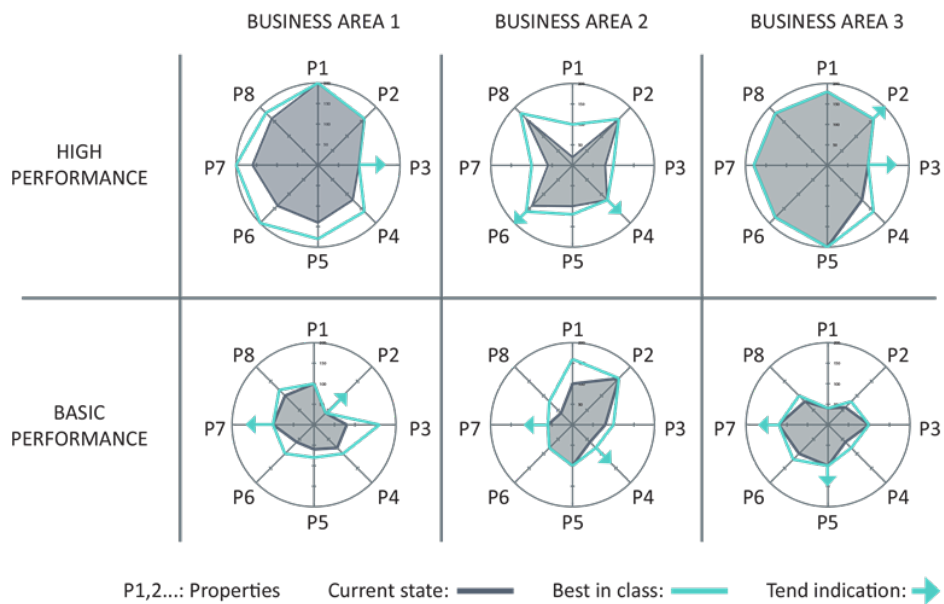 BUSINESS AREA 1 BUSINESS AREA 2 BUSINESS AREA 3
HIGH
PERFORMANCE
P1
P2
P3
P4
P5
P6
P7
P8
P1
P2
P3
P4
P5
P6
P7
P8
P1
P2
P3
P4
P5
P6
P7
P8
BASIC
PERFORMANCE
P1
P2
P3
P4
P5
P6
P7
P8
P1
P2
P3
P4
P5
P6
P7
P8
P1
P2
P3
P4
P5
P6
P7
P8
P1,2...: Properties Current state: Best in class: Tend indication: